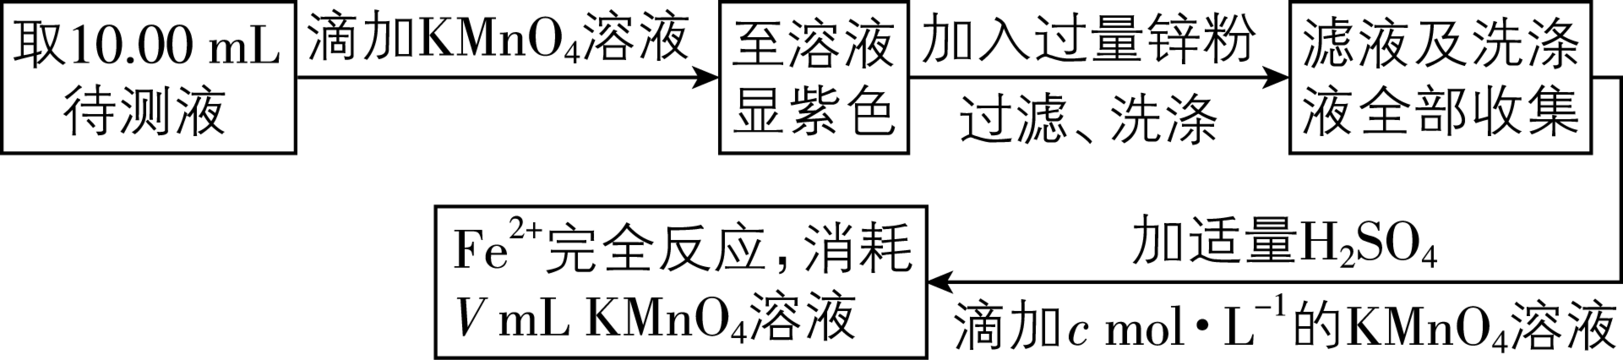 取10.00 mL
待测液
滴加KMnO₄溶液
至溶液
显紫色
加入过量锌粉
过滤、洗涤
滤液及洗涤
液全部收集
加适量H₂SO₄
滴加c mol·L⁻¹的KMnO₄溶液
Fe²⁺完全反应，消耗
V mL KMnO₄溶液